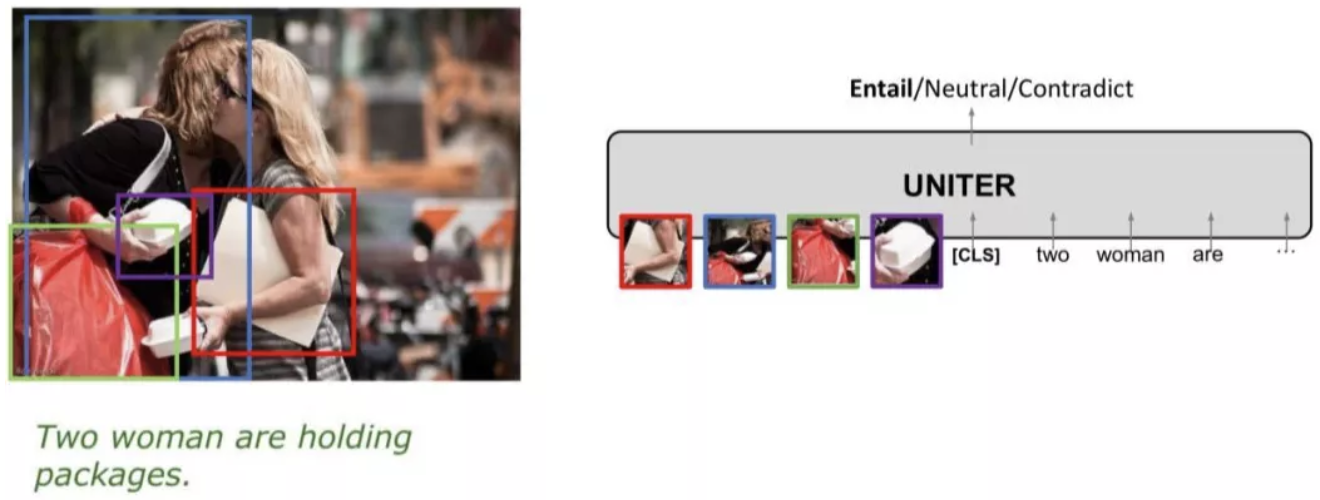 Two woman are holding
packages.
Entail/Neutral/Contradict
UNITER
[CLS] two woman are ...